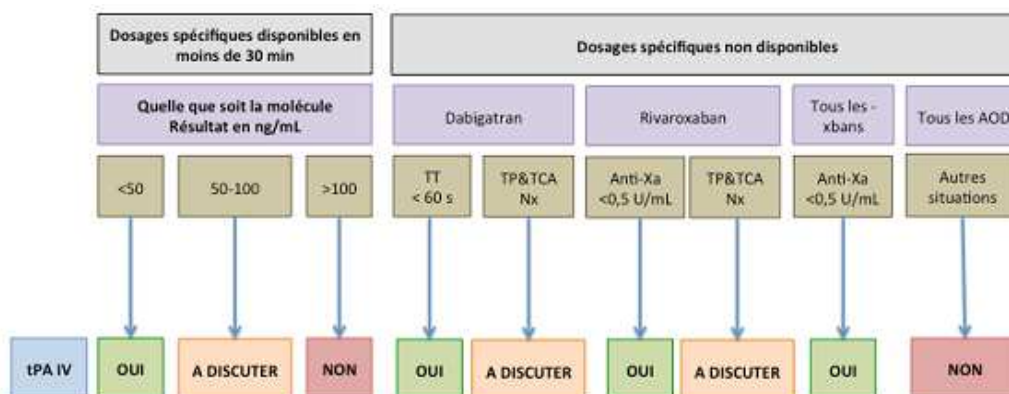 Dosages spécifiques disponibles en
moins de 30 min
Dosages spécifiques non disponibles
Quelle que soit la molécule
Résultat en ng/mL
Dabigatran
Rivaroxaban
Tous les -
xbans
Tous les AOD
<50
50-100
>100
TT
< 60 s
TP&TCA
Nx
Anti-Xa
<0,5 U/mL
TP&TCA
Nx
Anti-Xa
<0,5 U/mL
Autres
situations
tPA IV
OUI
A DISCUTER
NON
OUI
A DISCUTER
OUI
A DISCUTER
OUI
NON